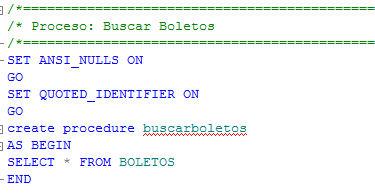 /*============================================
/* Proceso: Buscar Boletos
/*============================================
SET ANSI_NULLS ON
GO
SET QUOTED_IDENTIFIER ON
GO
create procedure buscarboletos
AS BEGIN
SELECT * FROM BOLETOS
END